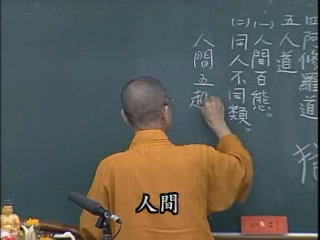 四阿修羅道
五人道
㈠人間百態。
㈡同人不同類。
人間五
人間